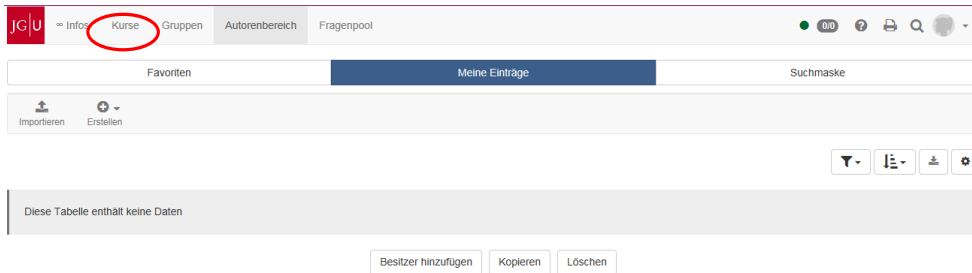 JG|U ∞ Infos Kurse Gruppen Autorenbereich Fragenpool 0/0
Favoriten Meine Einträge Suchmaske
Importieren Erstellen
Diese Tabelle enthält keine Daten
Besitzer hinzufügen Kopieren Löschen